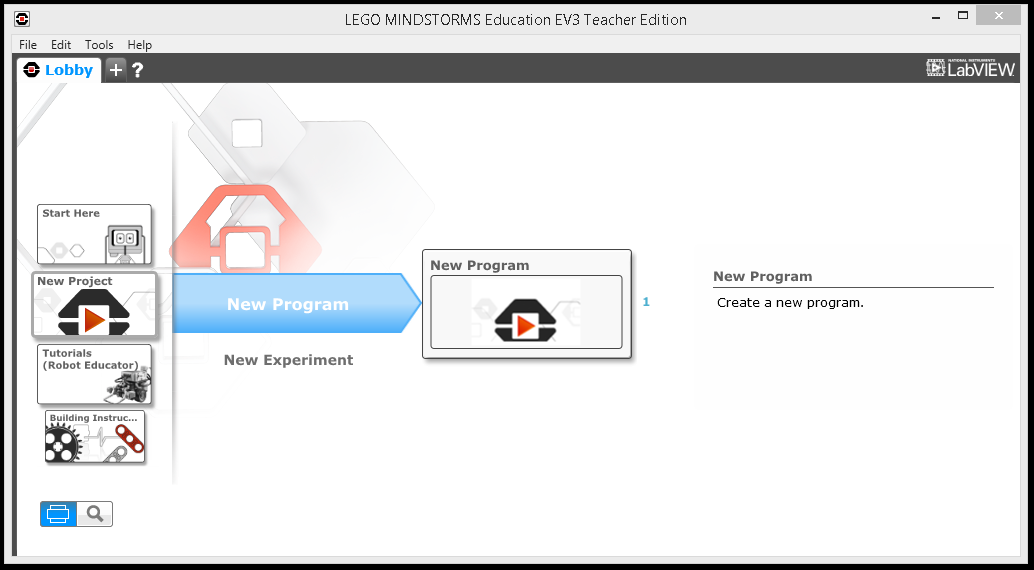 LEGO MINDSTORMS Education EV3 Teacher Edition
File Edit Tools Help
Lobby + ?
NATIONAL INSTRUMENTS
LabVIEW
Start Here
New Project
Tutorials
(Robot Educator)
Building Instruc...
New Program
New Experiment
New Program
1
New Program
Create a new program.